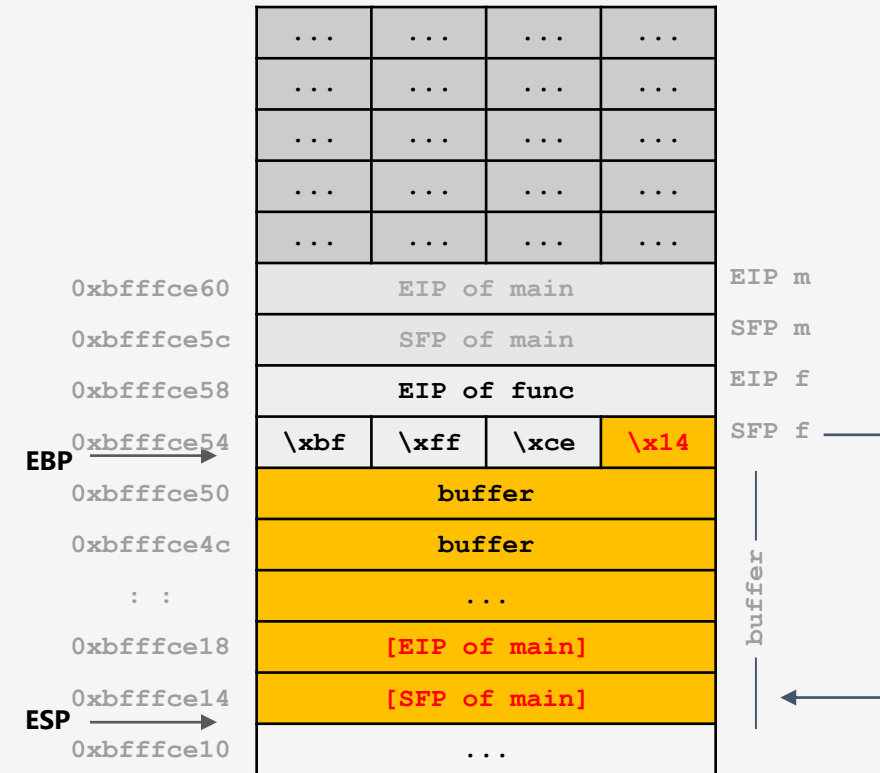 ... ... ... ...
... ... ... ...
... ... ... ...
... ... ... ...
... ... ... ...
0xbfffce60 EIP of main EIP m
0xbfffce5c SFP of main SFP m
0xbfffce58 EIP of func EIP f
0xbfffce54 \xbf \xff \xce \x14 SFP f
EBP
0xbfffce50 buffer
0xbfffce4c buffer
: : ...
buffer
0xbfffce18 [EIP of main]
0xbfffce14 [SFP of main]
ESP
0xbfffce10 ...